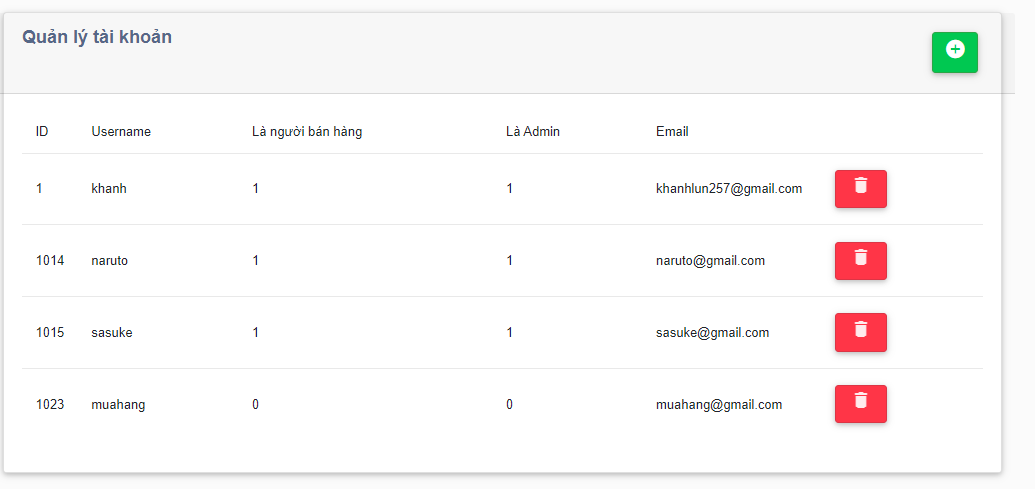 Quản lý tài khoản
ID Username Là người bán hàng Là Admin Email
1 khanh 1 1 khanhlun257@gmail.com
1014 naruto 1 1 naruto@gmail.com
1015 sasuke 1 1 sasuke@gmail.com
1023 muahang 0 0 muahang@gmail.com